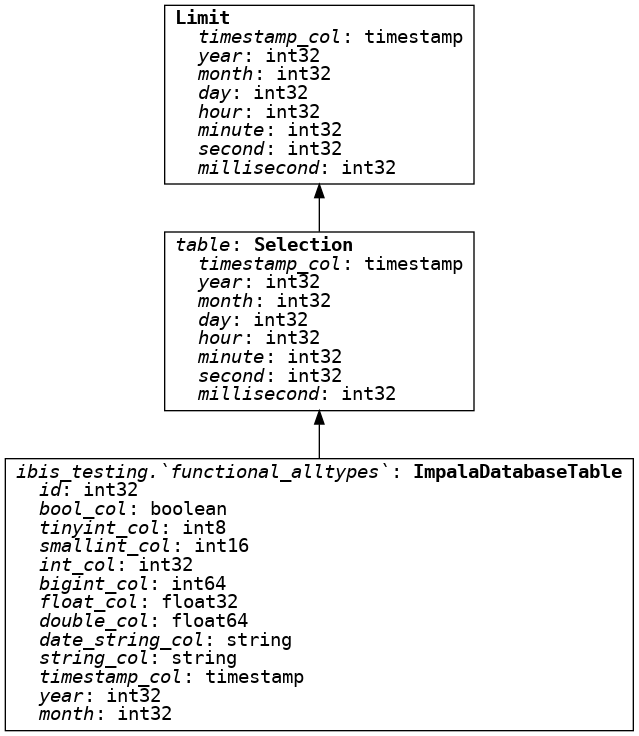 Limit
timestamp_col: timestamp
year: int32
month: int32
day: int32
hour: int32
minute: int32
second: int32
millisecond: int32
table: Selection
timestamp_col: timestamp
year: int32
month: int32
day: int32
hour: int32
minute: int32
second: int32
millisecond: int32
ibis_testing.`functional_alltypes`: ImpalaDatabaseTable
id: int32
bool_col: boolean
tinyint_col: int8
smallint_col: int16
int_col: int32
bigint_col: int64
float_col: float32
double_col: float64
date_string_col: string
string_col: string
timestamp_col: timestamp
year: int32
month: int32